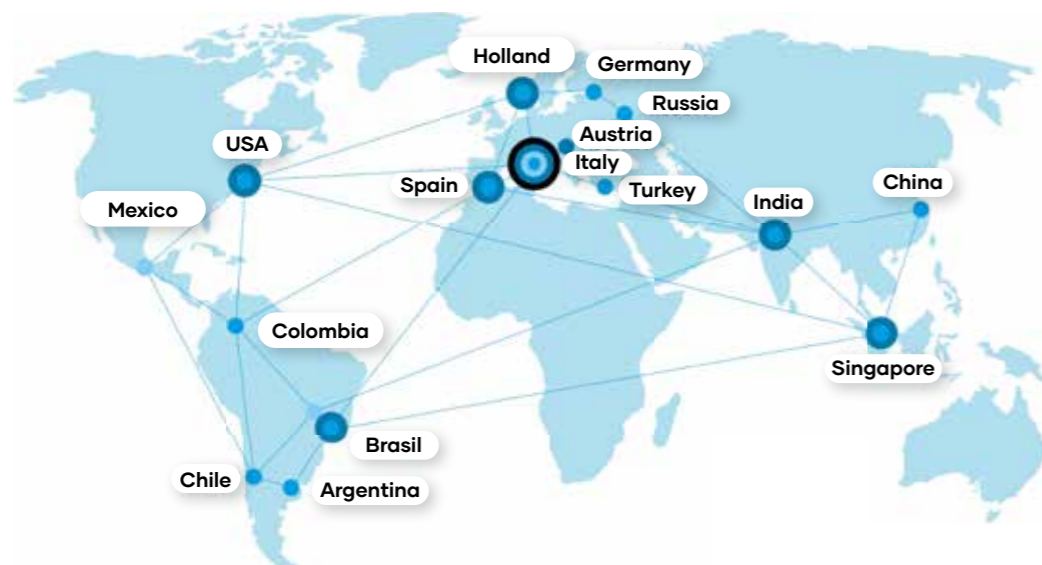 Holland
Germany
Russia
USA
Austria
Italy
Spain
Turkey
China
India
Mexico
Colombia
Singapore
Brasil
Chile
Argentina